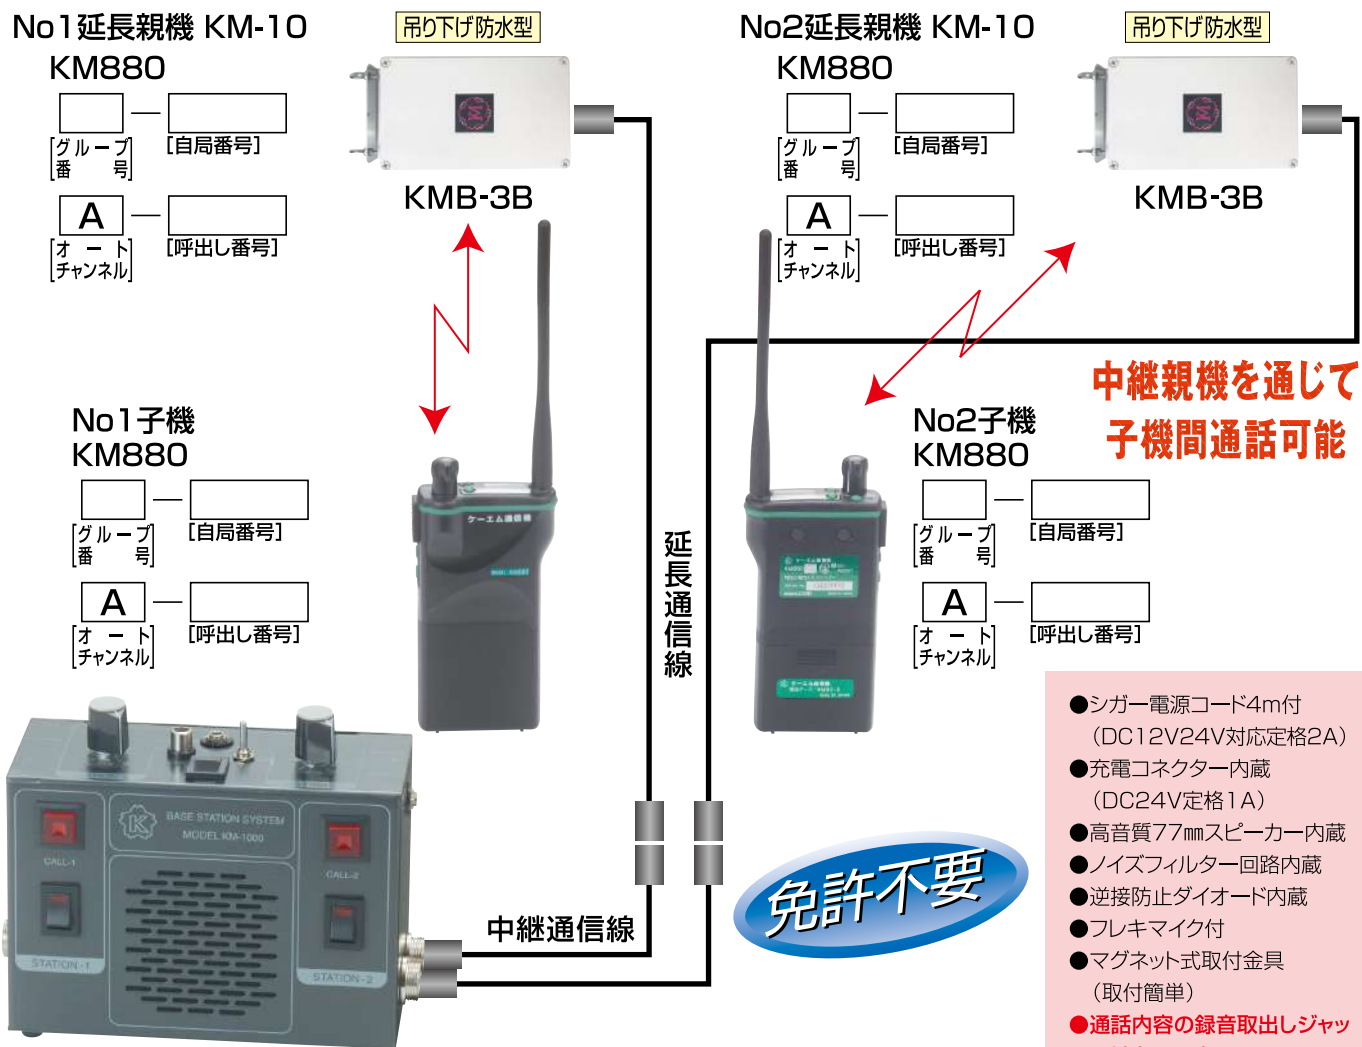 No1延長親機 KM-10
吊り下げ防水型
KM880
[グループ番号]
[自局番号]
A
[オートチャンネル]
[呼出し番号]
KMB-3B
No2延長親機 KM-10
吊り下げ防水型
KM880
[グループ番号]
[自局番号]
A
[オートチャンネル]
[呼出し番号]
KMB-3B
中継親機を通じて
子機間通話可能
No1子機
KM880
[グループ番号]
[自局番号]
A
[オートチャンネル]
[呼出し番号]
ケーエム通信機
延長通信線
No2子機
KM880
[グループ番号]
[自局番号]
A
[オートチャンネル]
[呼出し番号]
K
BASE STATION SYSTEM
MODEL KM-1000
CALL-1
CALL-2
STATION-1
STATION-2
中継通信線
免許不要
●シガー電源コード4m付
(DC12V24V対応定格2A)
●充電コネクター内蔵
(DC24V定格1A)
●高音質77㎜スピーカー内蔵
●ノイズフィルター回路内蔵
●逆接防止ダイオード内蔵
●フレキマイク付
●マグネット式取付金具
(取付簡単)
●通話内容の録音取出しジャッ